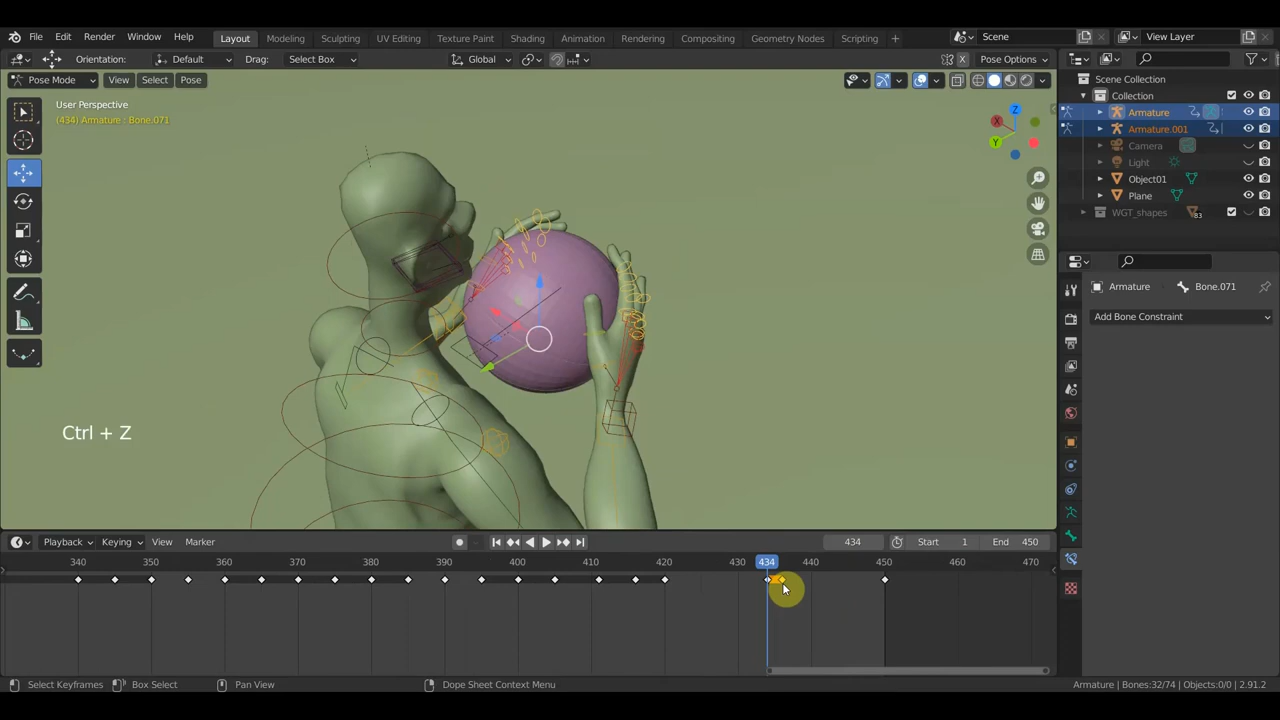 File Edit Render Window Help Layout Modeling Sculpting UV Editing Texture Paint Shading Animation Rendering Compositing Geometry Nodes Scripting + Scene View Layer
Orientation: Default Drag: Select Box Global X Pose Options
Pose Mode View Select Pose
Scene Collection
Collection
Armature
Armature.001
Camera
Light
Object01
Plane
WGT_shapes 83
User Perspective
(434) Armature : Bone.071
Z
X
Y
Armature Bone.071
Add Bone Constraint
Ctrl + Z
Playback Keying View Marker 434 Start 1 End 450
340 350 360 370 380 390 400 410 420 430 434 440 450 460 470
Select Keyframes Box Select Pan View Dope Sheet Context Menu Armature | Bones:32/74 | Objects:0/0 | 2.91.2